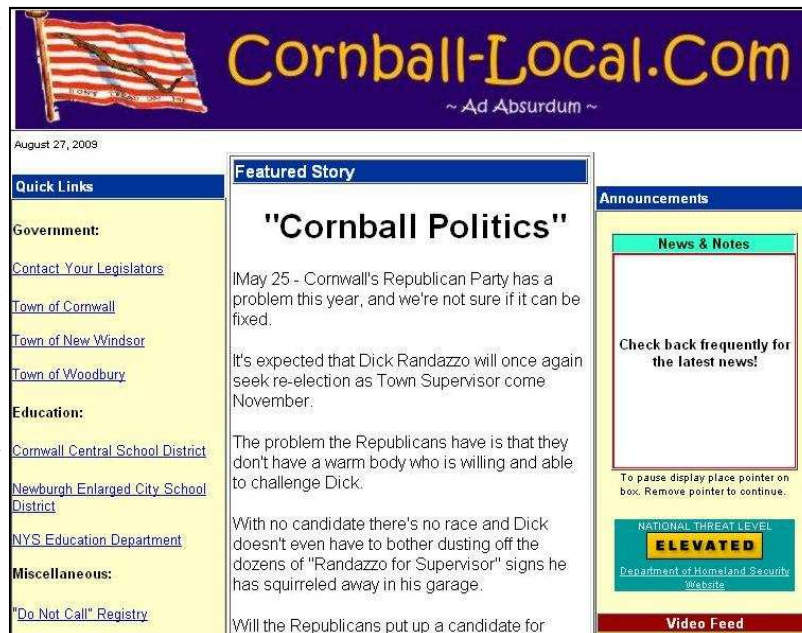 Cornball-Local.Com
~ Ad Absurdum ~
DON'T TREAD ON ME
August 27, 2009
Quick Links
Government:
Contact Your Legislators
Town of Cornwall
Town of New Windsor
Town of Woodbury
Education:
Cornwall Central School District
Newburgh Enlarged City School
District
NYS Education Department
Miscellaneous:
"Do Not Call" Registry
Featured Story
"Cornball Politics"
IMay 25 - Cornwall's Republican Party has a
problem this year, and we're not sure if it can be
fixed.
It's expected that Dick Randazzo will once again
seek re-election as Town Supervisor come
November.
The problem the Republicans have is that they
don't have a warm body who is willing and able
to challenge Dick.
With no candidate there's no race and Dick
doesn't even have to bother dusting off the
dozens of "Randazzo for Supervisor" signs he
has squirreled away in his garage.
Will the Republicans put up a candidate for
Announcements
News & Notes
Check back frequently for
the latest news!
To pause display place pointer on
box. Remove pointer to continue.
NATIONAL THREAT LEVEL
ELEVATED
Department of Homeland Security
Website
Video Feed